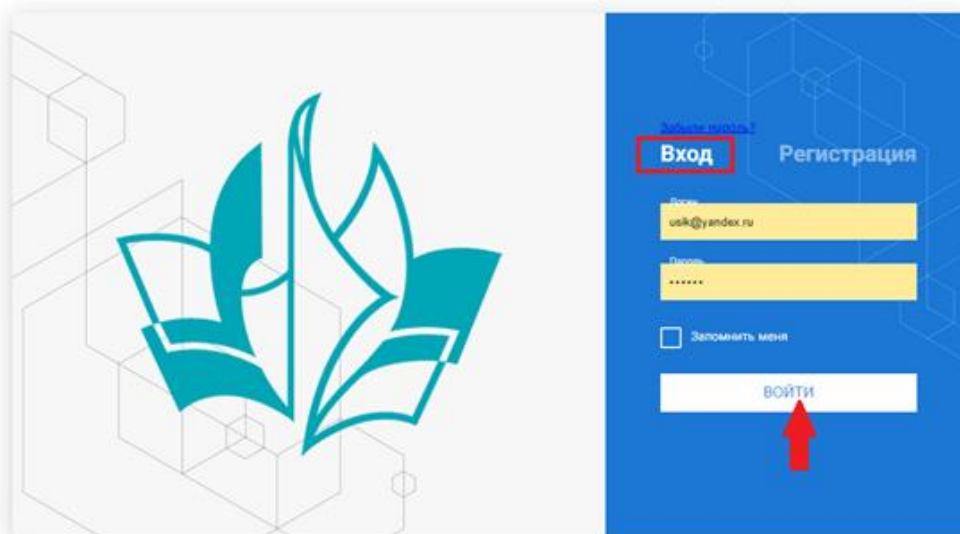 Забыли пароль?
Вход Регистрация
Логин
usik@yandex.ru
Пароль
••••••
Запомнить меня
ВОЙТИ